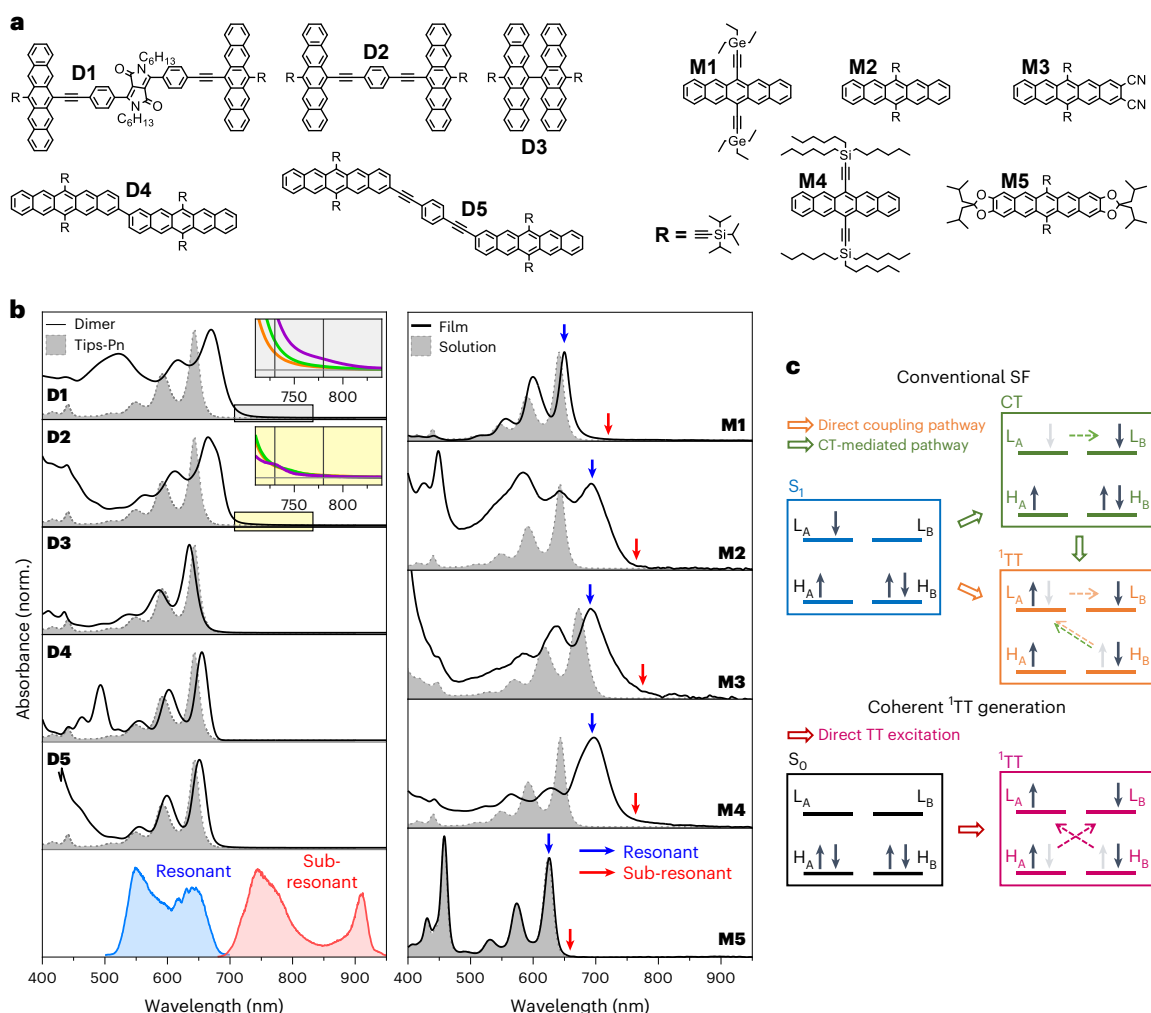 a
D1
C6H13
N
O
O
N
C6H13
R
R
D2
R
R
R
R
D3
M1
Ge
Ge
M2
R
R
M3
R
R
CN
CN
D4
R
R
R
R
D5
R
R
R
R
R =
Si
M4
Si
Si
M5
R
R
O
O
O
O
b
Dimer
Tips-Pn
750 800
D1
D2
750 800
D3
D4
D5
Resonant
Sub-
resonant
Absorbance (norm.)
400 500 600 700 800 900
Wavelength (nm)
Film
Solution
M1
M2
M3
M4
Resonant
Sub-resonant
M5
400 500 600 700 800 900
Wavelength (nm)
c
Conventional SF
Direct coupling pathway
CT-mediated pathway
CT
LA LB
HA HB
S1
LA LB
HA HB
1TT
LA LB
HA HB
Coherent 1TT generation
Direct TT excitation
S0
LA LB
HA HB
1TT
LA LB
HA HB